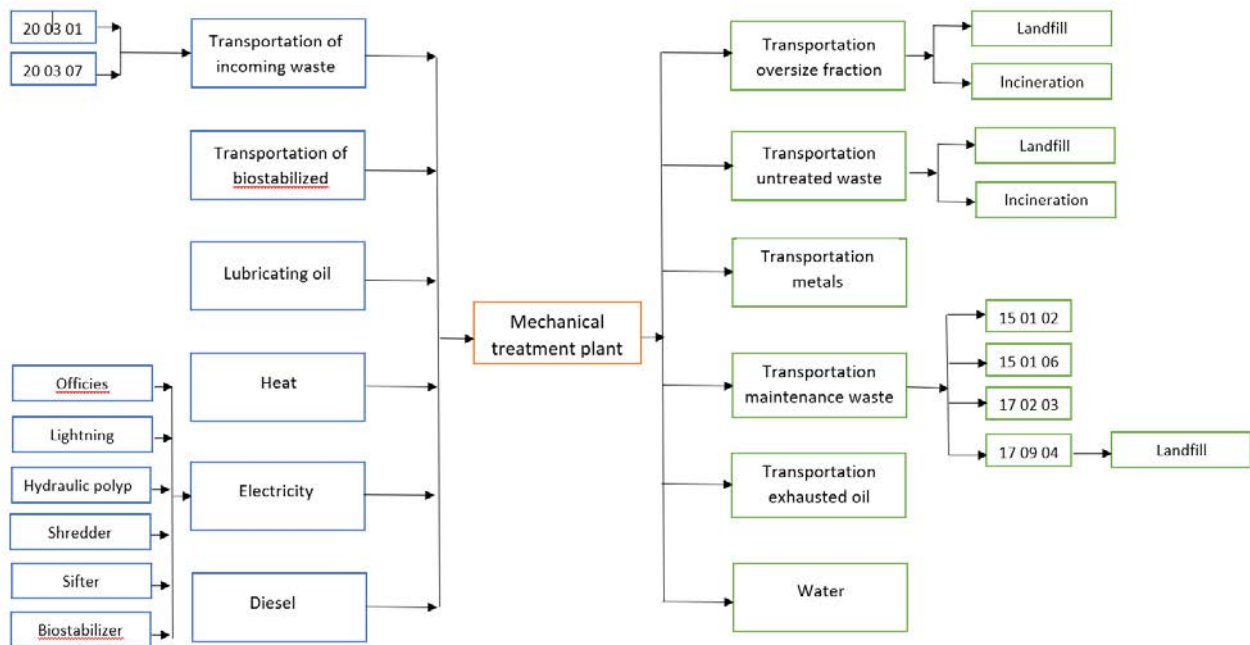 20 03 01
20 03 07
Transportation of
incoming waste
Transportation of
biostabilized
Lubricating oil
Heat
Officies
Lightning
Hydraulic polyp
Shredder
Sifter
Biostabilizer
Electricity
Diesel
Mechanical
treatment plant
Transportation
oversize fraction
Landfill
Incineration
Transportation
untreated waste
Landfill
Incineration
Transportation
metals
Transportation
maintenance waste
15 01 02
15 01 06
17 02 03
17 09 04
Landfill
Transportation
exhausted oil
Water